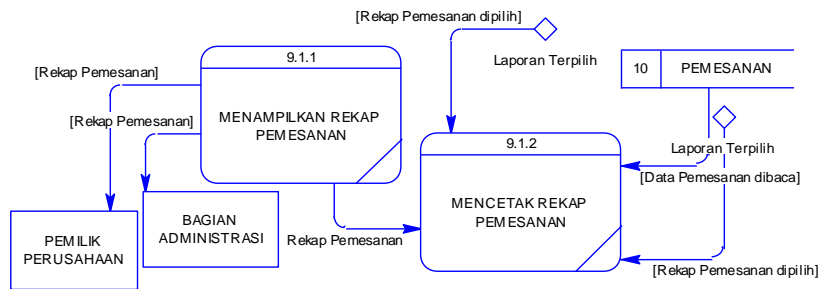 [Rekap Pemesanan dipilih]
Laporan Terpilih
9.1.1
10 PEMESANAN
[Rekap Pemesanan]
MENAMPILKAN REKAP
PEMESANAN
[Rekap Pemesanan]
9.1.2
Laporan Terpilih
[Data Pemesanan dibaca]
MENCETAK REKAP
PEMESANAN
BAGIAN
ADMINISTRASI
PEMILIK
PERUSAHAAN
Rekap Pemesanan
[Rekap Pemesanan dipilih]